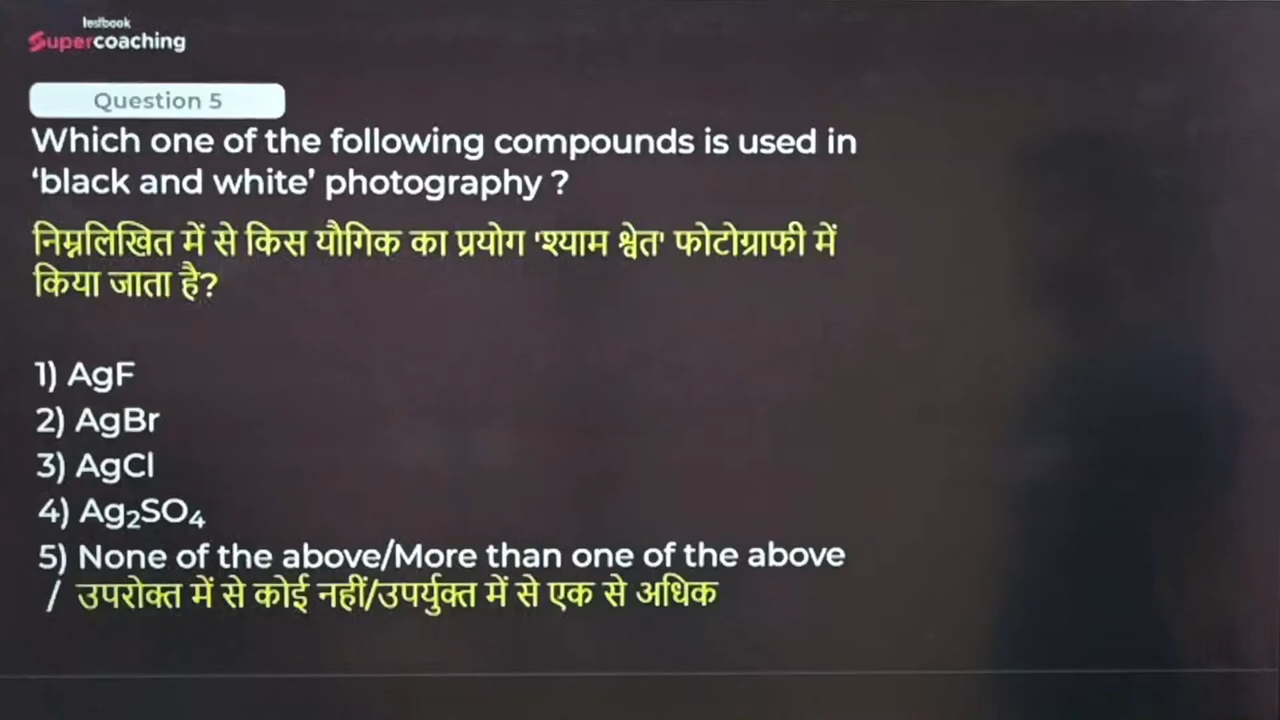 testbook
Supercoaching
Question 5
Which one of the following compounds is used in
‘black and white’ photography ?
निम्नलिखित में से किस यौगिक का प्रयोग 'श्याम श्वेत' फोटोग्राफी में
किया जाता है?
1) AgF
2) AgBr
3) AgCl
4) Ag₂SO₄
5) None of the above/More than one of the above
/ उपरोक्त में से कोई नहीं/उपर्युक्त में से एक से अधिक